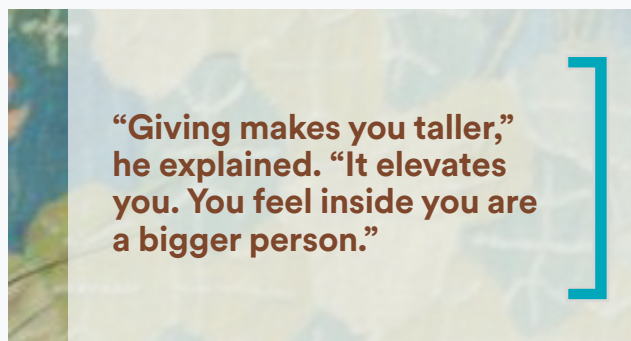 “Giving makes you taller,”
he explained. “It elevates
you. You feel inside you are
a bigger person.”